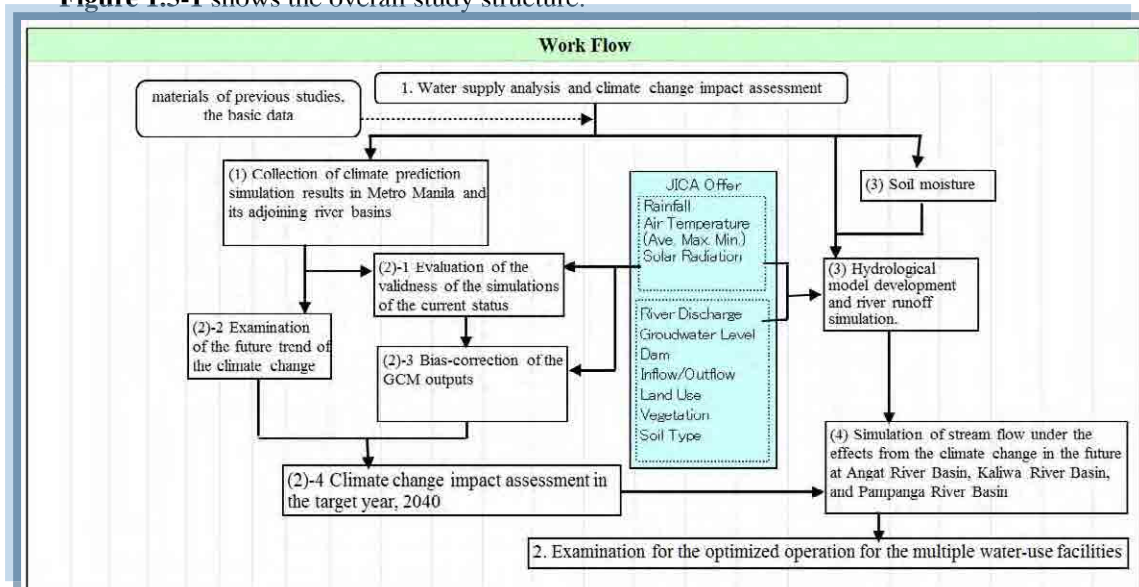 Figure 1.3-1 shows the overall study structure.
Work Flow
1. Water supply analysis and climate change impact assessment
materials of previous studies,
the basic data
(1) Collection of climate prediction
simulation results in Metro Manila and
its adjoining river basins
JICA Offer
Rainfall
Air Temperature
(Ave. Max. Min.)
Solar Radiation
(3) Soil moisture
(2)-1 Evaluation of the
validness of the simulations
of the current status
(3) Hydrological
model development
and river runoff
simulation.
(2)-2 Examination
of the future trend of
the climate change
(2)-3 Bias-correction of the
GCM outputs
River Discharge
Groudwater Level
Dam
Inflow/Outflow
Land Use
Vegetation
Soil Type
(4) Simulation of stream flow under the
effects from the climate change in the future
at Angat River Basin, Kaliwa River Basin,
and Pampanga River Basin
(2)-4 Climate change impact assessment in
the target year, 2040
2. Examination for the optimized operation for the multiple water-use facilities